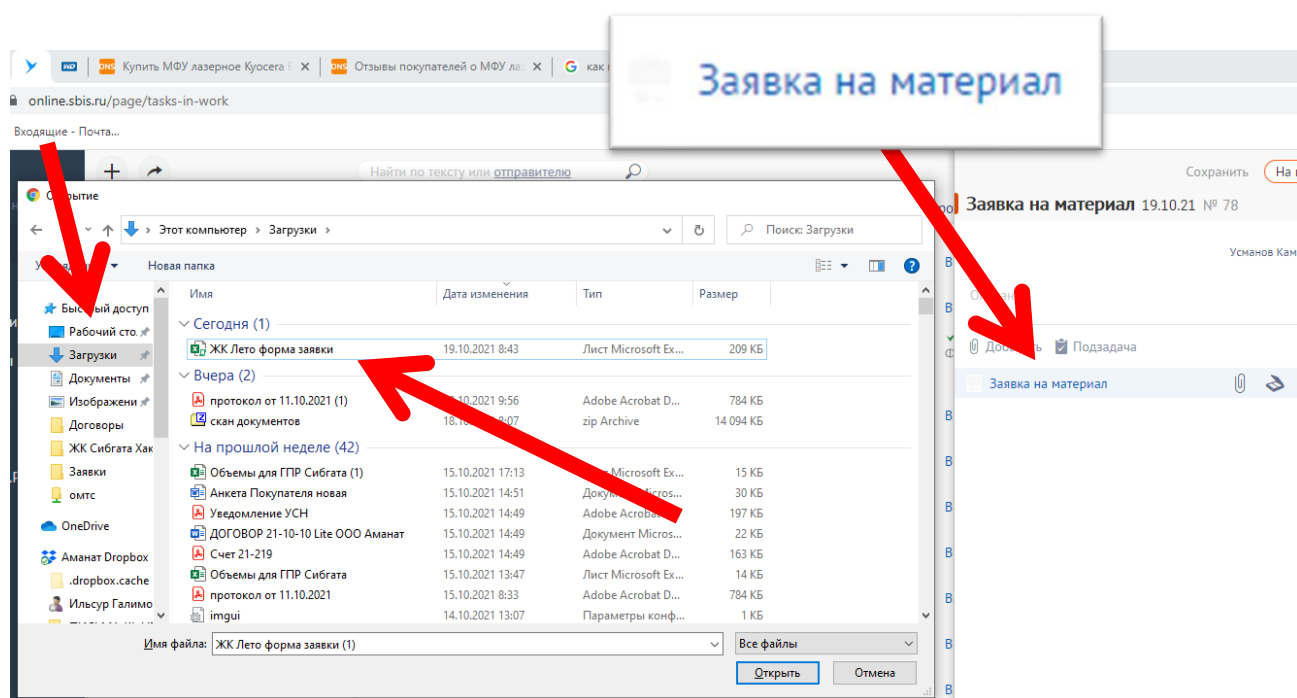 Заявка на материал
Купить МФУ лазерное Kyocera
Отзывы покупателей о МФУ ла
как
online.sbis.ru/page/tasks-in-work
Входящие - Почта...
Найти по тексту или отправителю
Сохранить
На
Открытие
Заявка на материал 19.10.21 № 78
Этот компьютер › Загрузки ›
Поиск: Загрузки
Усманов Кам
Новая папка
Имя
Дата изменения
Тип
Размер
Быстрый доступ
Рабочий сто.
Загрузки
Документы
Изображени
Договоры
ЖК Сибгата Хак
Заявки
омтс
OneDrive
Аманат Dropbox
.dropbox.cache
Ильсур Галимо
Сегодня (1)
ЖК Лето форма заявки 19.10.2021 8:43 Лист Microsoft Ex... 209 КБ
Вчера (2)
протокол от 11.10.2021 (1) .10.2021 9:56 Adobe Acrobat D... 784 КБ
скан документов 18.10.2021 8:07 zip Archive 14 094 КБ
На прошлой неделе (42)
Объемы для ГПР Сибгата (1) 15.10.2021 17:13 Лист Microsoft Ex... 15 КБ
Анкета Покупателя новая 15.10.2021 14:51 Документ Micros... 30 КБ
Уведомление УСН 15.10.2021 14:49 Adobe Acrobat D... 197 КБ
ДОГОВОР 21-10-10 Lite ООО Аманат 15.10.2021 14:49 Документ Micros... 22 КБ
Счет 21-219 15.10.2021 14:49 Adobe Acrobat D... 163 КБ
Объемы для ГПР Сибгата 15.10.2021 13:47 Лист Microsoft Ex... 14 КБ
протокол от 11.10.2021 15.10.2021 8:33 Adobe Acrobat D... 784 КБ
imgui 14.10.2021 13:07 Параметры конф... 1 КБ
Добавить
Подзадача
Заявка на материал
Имя файла: ЖК Лето форма заявки (1)
Все файлы
Открыть
Отмена